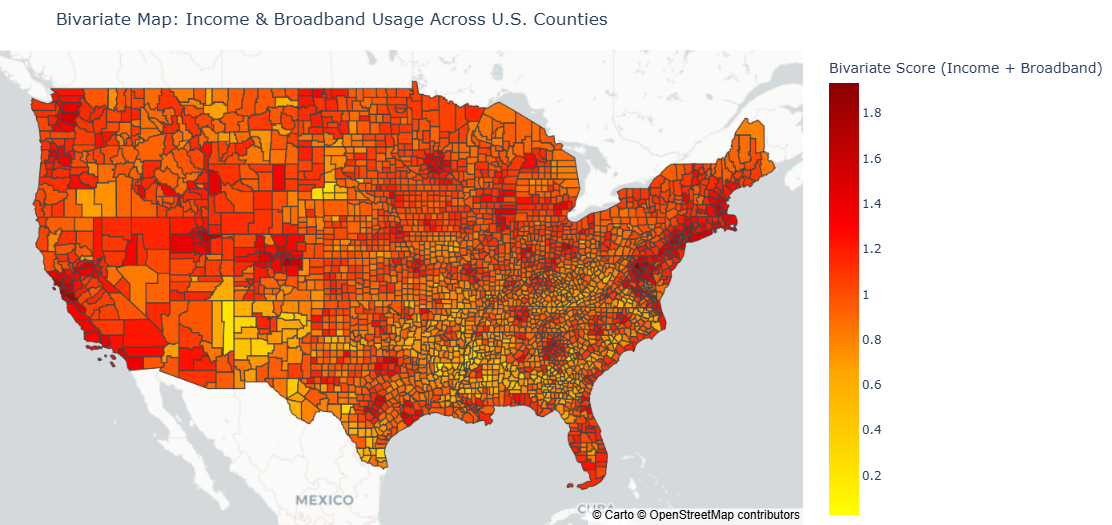 Bivariate Map: Income & Broadband Usage Across U.S. Counties
Bivariate Score (Income + Broadband)
1.8
1.6
1.4
1.2
1
0.8
0.6
0.4
0.2
MEXICO
CUBA
© Carto © OpenStreetMap contributors